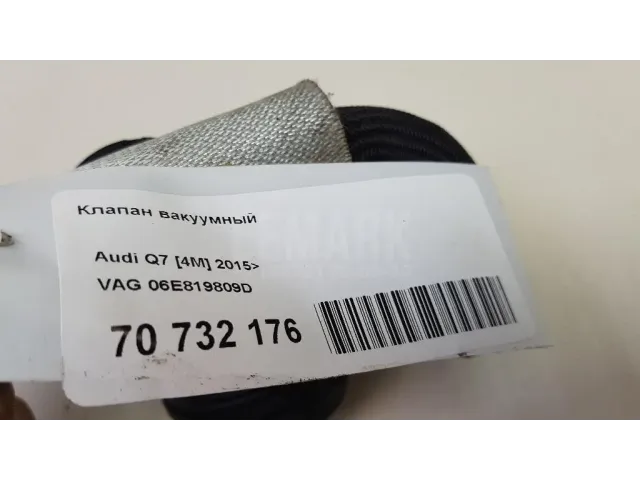 Клапан вакуумный
Audi Q7 [4M] 2015>
VAG 06E819809D
70 732 176